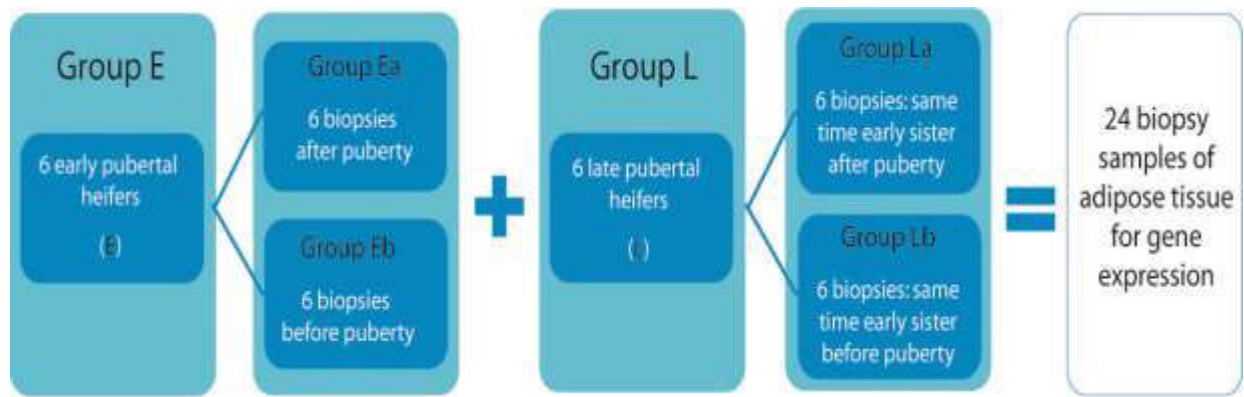 Group E
6 early pubertal
heifers
(E)
Group Ea
6 biopsies
after puberty
Group Eb
6 biopsies
before puberty
+
Group L
6 late pubertal
heifers
Group La
6 biopsies: same
time early sister
after puberty
Group Lb
6 biopsies: same
time early sister
before puberty
=
24 biopsy
samples of
adipose tissue
for gene
expression